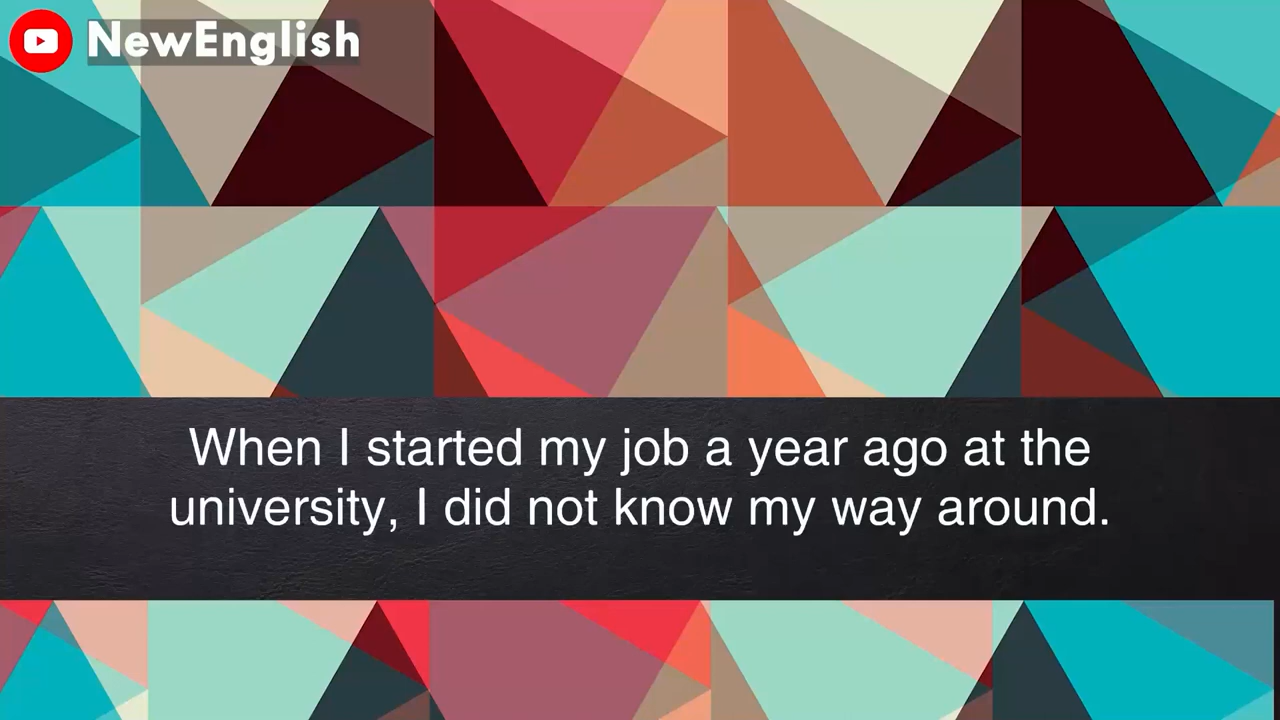 NewEnglish
When I started my job a year ago at the
university, I did not know my way around.